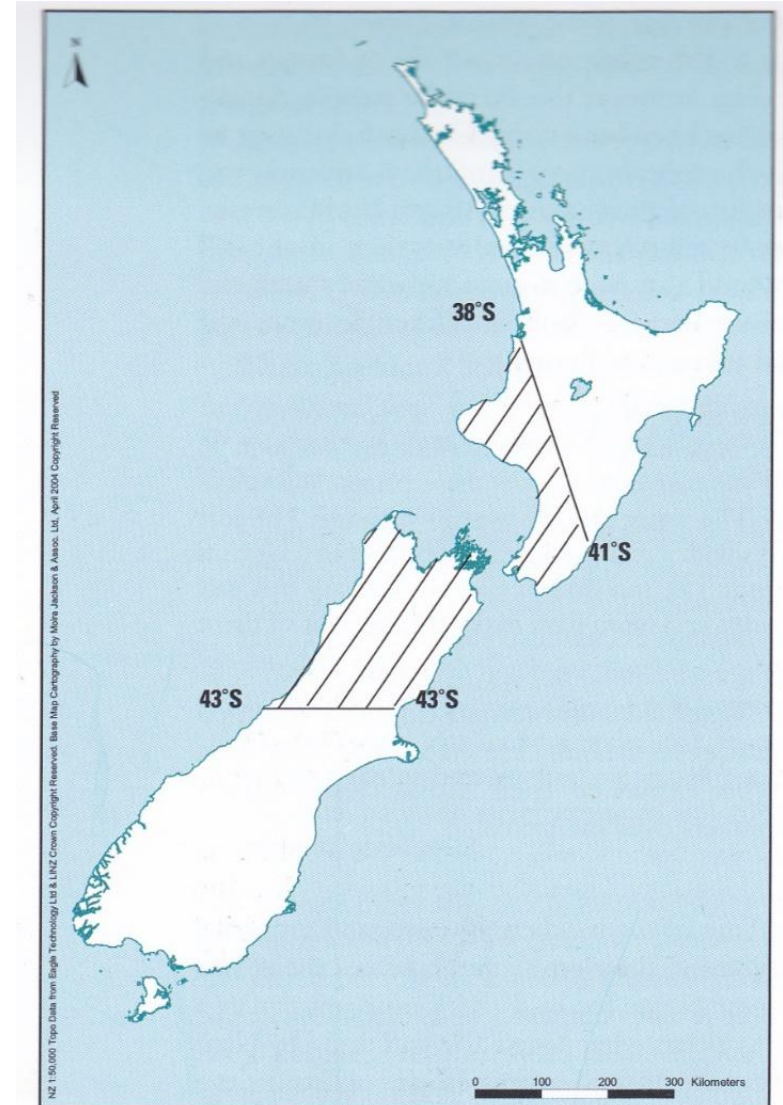 N
38°S
41°S
43°S 43°S
NZ 1:50,000 Topo Data from Eagle Technology Ltd & LINZ Crown Copyright Reserved. Base Map Cartography by Moira Jackson & Assoc. Ltd, April 2004 Copyright Reserved
0 100 200 300 Kilometers